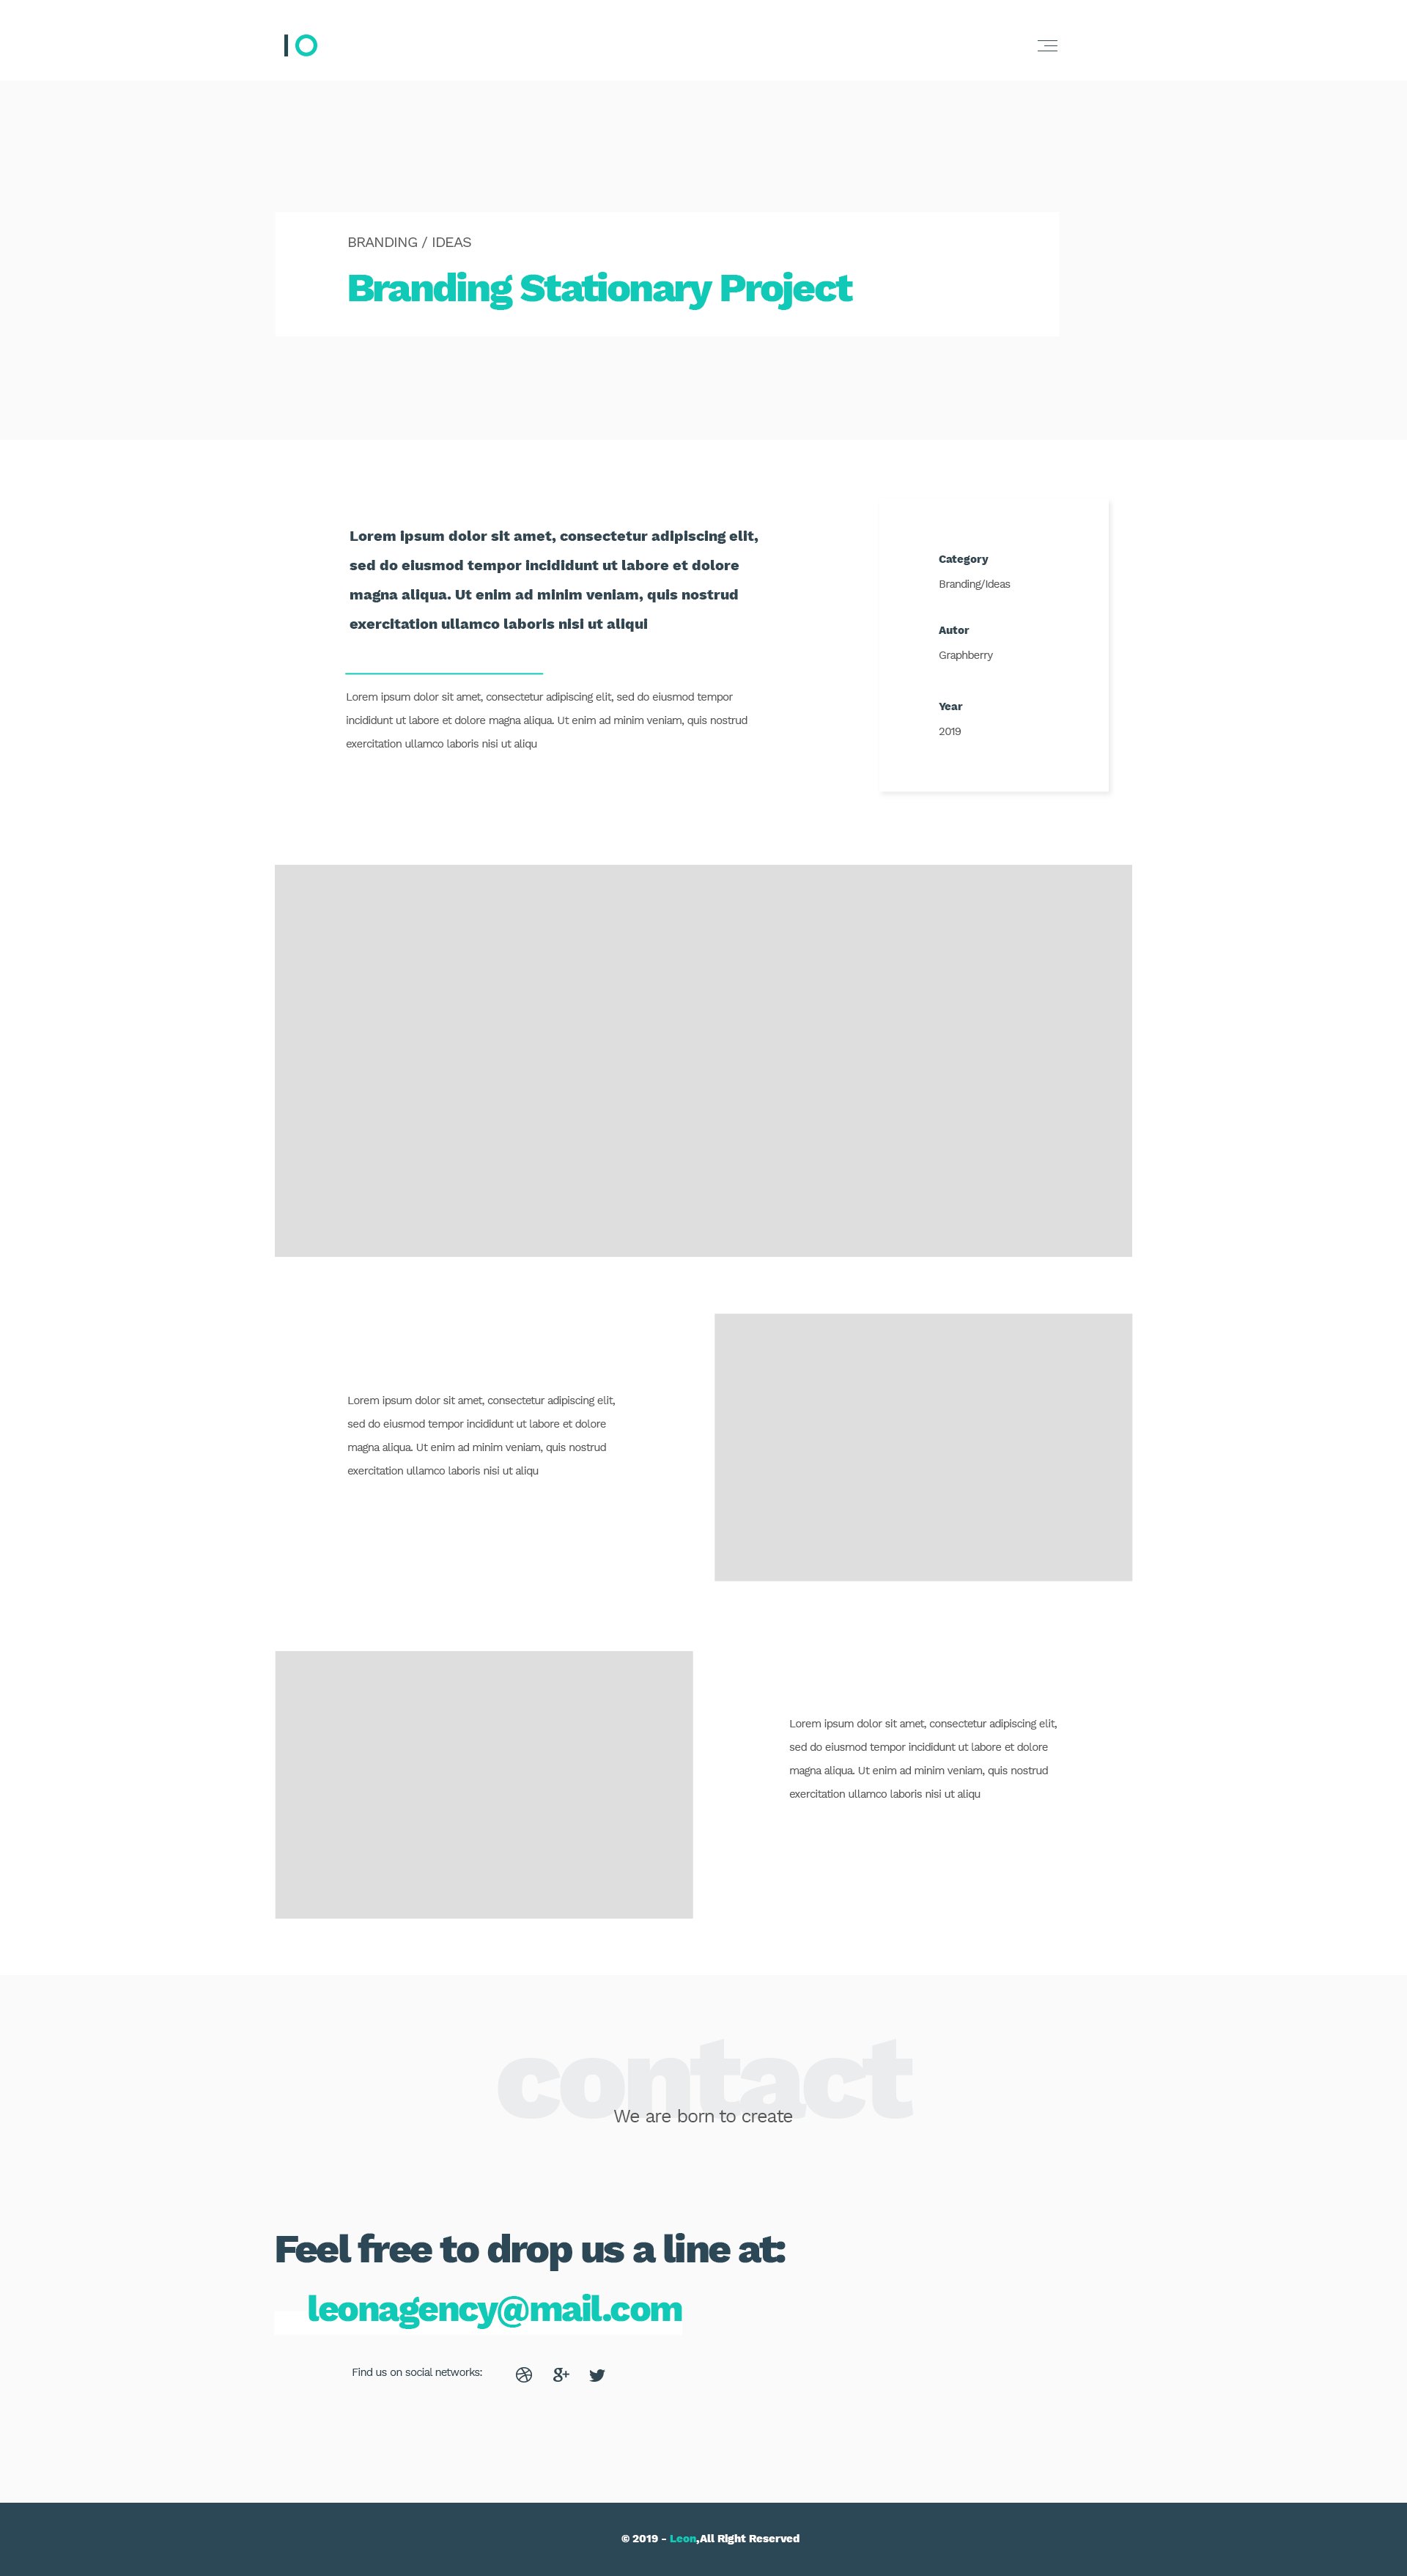 IO
BRANDING / IDEAS
Branding Stationary Project
Lorem ipsum dolor sit amet, consectetur adipiscing elit,
sed do eiusmod tempor incididunt ut labore et dolore
magna aliqua. Ut enim ad minim veniam, quis nostrud
exercitation ullamco laboris nisi ut aliqui
Lorem ipsum dolor sit amet, consectetur adipiscing elit, sed do eiusmod tempor
incididunt ut labore et dolore magna aliqua. Ut enim ad minim veniam, quis nostrud
exercitation ullamco laboris nisi ut aliqu
Category
Branding/Ideas
Autor
Graphberry
Year
2019
Lorem ipsum dolor sit amet, consectetur adipiscing elit,
sed do eiusmod tempor incididunt ut labore et dolore
magna aliqua. Ut enim ad minim veniam, quis nostrud
exercitation ullamco laboris nisi ut aliqu
Lorem ipsum dolor sit amet, consectetur adipiscing elit,
sed do eiusmod tempor incididunt ut labore et dolore
magna aliqua. Ut enim ad minim veniam, quis nostrud
exercitation ullamco laboris nisi ut aliqu
contact
We are born to create
Feel free to drop us a line at:
leonagency@mail.com
Find us on social networks:
© 2019 - Leon,All Right Reserved